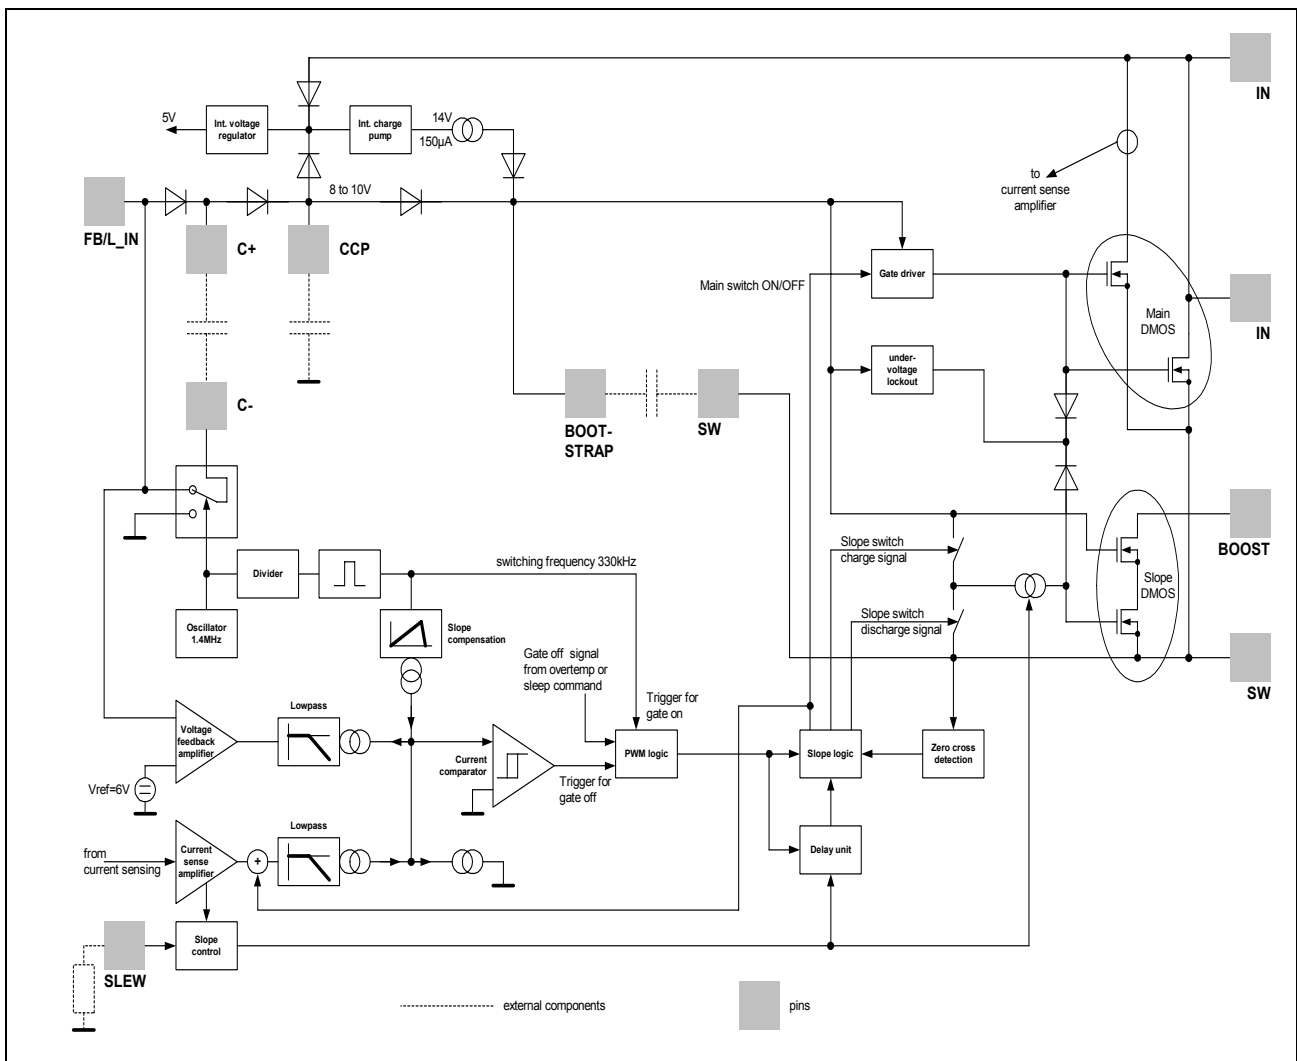 IN
5V
Int. voltage
regulator
Int. charge
pump
14V
150µA
to
current sense
amplifier
8 to 10V
FB/L_IN
C+
CCP
Gate driver
Main switch ON/OFF
Main
DMOS
IN
under-
voltage
lockout
C-
BOOT-
STRAP
SW
BOOST
Slope switch
charge signal
Slope
DMOS
Slope switch
discharge signal
switching frequency 330kHz
Divider
Oscillator
1.4MHz
Slope
compensation
Gate off signal
from overtemp or
sleep command
Trigger for
gate on
SW
Lowpass
Voltage
feedback
amplifier
Current
comparator
PWM logic
Slope logic
Zero cross
detection
Trigger for
gate off
Vref=6V
Lowpass
from
current sensing
Current
sense
amplifier
+
Delay unit
Slope
control
SLEW
external components
pins